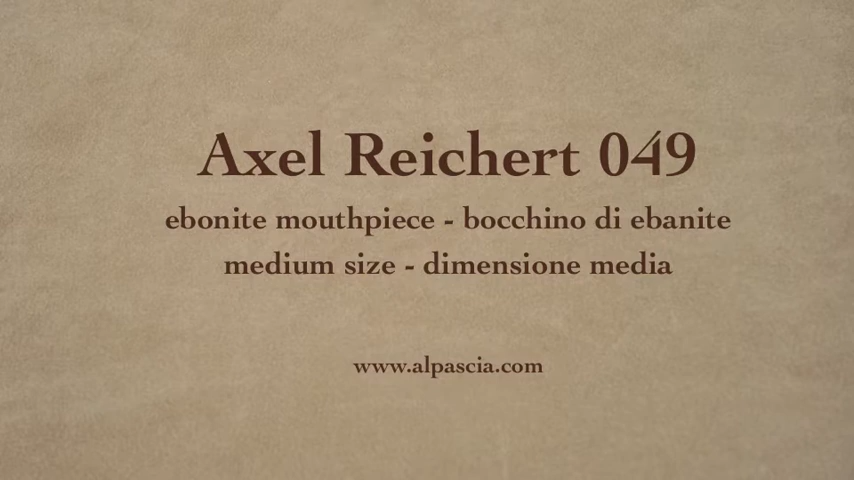 Axel Reichert 049
ebonite mouthpiece - bocchino di ebanite
medium size - dimensione media
www.alpascia.com